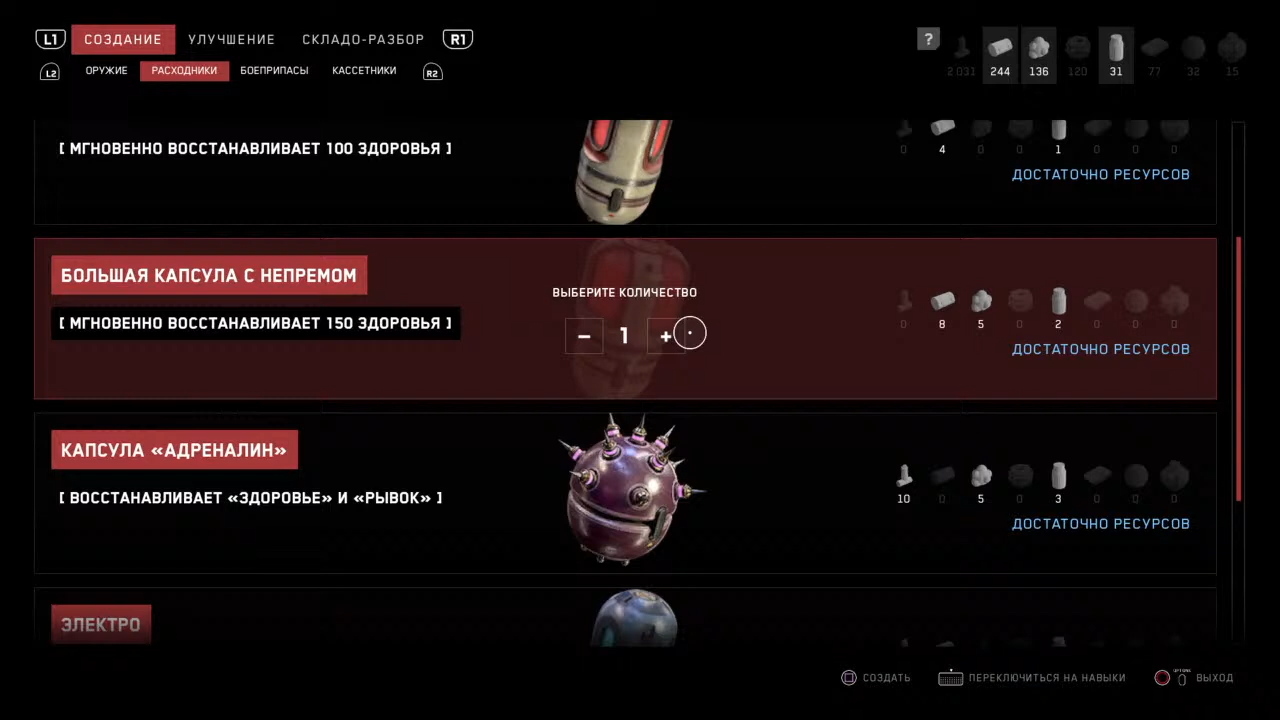 L1 СОЗДАНИЕ УЛУЧШЕНИЕ СКЛАДО-РАЗБОР R1
L2 ОРУЖИЕ РАСХОДНИКИ БОЕПРИПАСЫ КАССЕТНИКИ R2
?
2 031 244 136 120 31 77 32 15
[ МГНОВЕННО ВОССТАНАВЛИВАЕТ 100 ЗДОРОВЬЯ ]
0 4 0 0 1 0 0 0
ДОСТАТОЧНО РЕСУРСОВ
БОЛЬШАЯ КАПСУЛА С НЕПРЕМОМ
[ МГНОВЕННО ВОССТАНАВЛИВАЕТ 150 ЗДОРОВЬЯ ]
ВЫБЕРИТЕ КОЛИЧЕСТВО
– 1 +
0 8 5 0 2 0 0 0
ДОСТАТОЧНО РЕСУРСОВ
КАПСУЛА «АДРЕНАЛИН»
[ ВОССТАНАВЛИВАЕТ «ЗДОРОВЬЕ» И «РЫВОК» ]
10 0 5 0 3 0 0 0
ДОСТАТОЧНО РЕСУРСОВ
ЭЛЕКТРО
СОЗДАТЬ ПЕРЕКЛЮЧИТЬСЯ НА НАВЫКИ OPTIONS ВЫХОД